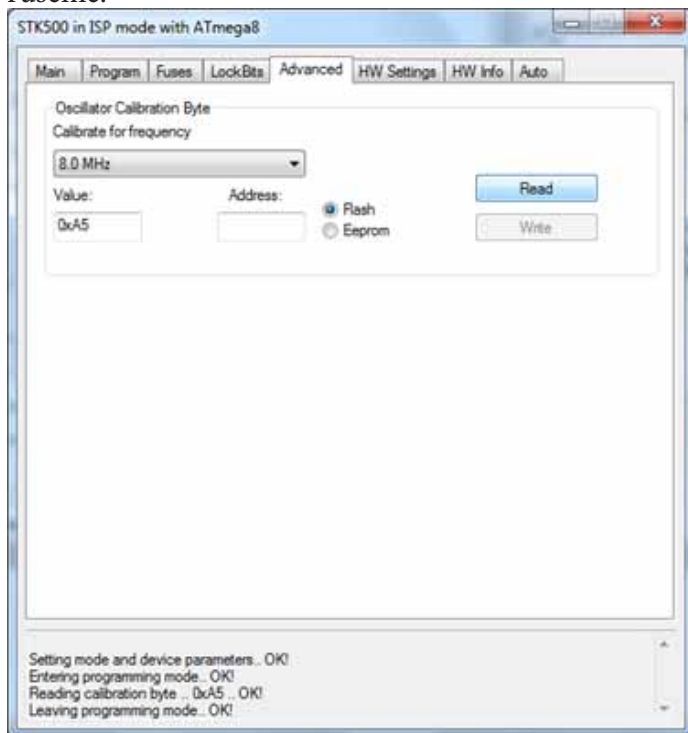 STK500 in ISP mode with ATmega8
Main Program Fuses LockBits Advanced HW Settings HW Info Auto
Oscillator Calibration Byte
Calibrate for frequency
8.0 MHz
Value: Address:
0xA5
Flash
Eeprom
Read
Write
Setting mode and device parameters.. OK!
Entering programming mode.. OK!
Reading calibration byte .. 0xA5 .. OK!
Leaving programming mode.. OK!